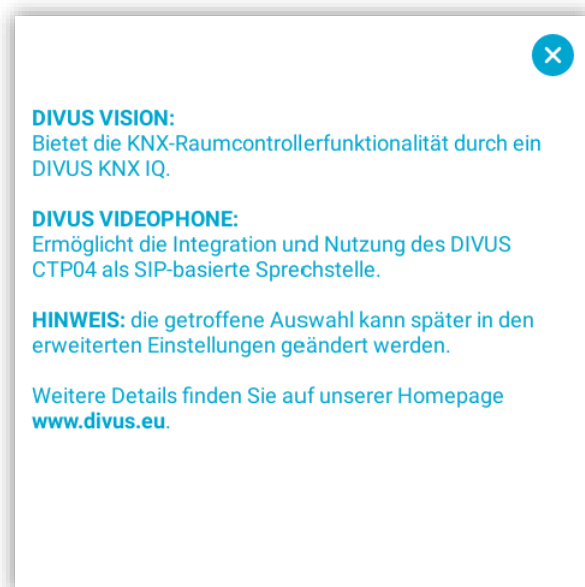 DIVUS VISION:
Bietet die KNX-Raumcontrollerfunktionalität durch ein
DIVUS KNX IQ.
DIVUS VIDEOPHONE:
Ermöglicht die Integration und Nutzung des DIVUS
CTP04 als SIP-basierte Sprechstelle.
HINWEIS: die getroffene Auswahl kann später in den
erweiterten Einstellungen geändert werden.
Weitere Details finden Sie auf unserer Homepage
www.divus.eu.